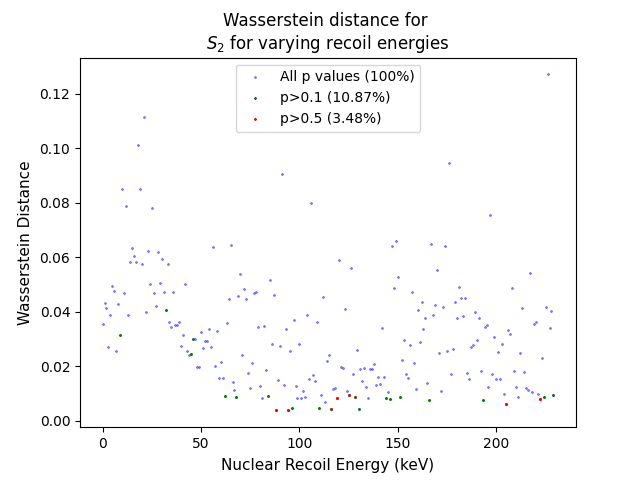 Wasserstein distance for
S₂ for varying recoil energies
All p values (100%)
p>0.1 (10.87%)
p>0.5 (3.48%)
Wasserstein Distance
0.12
0.10
0.08
0.06
0.04
0.02
0.00
0 50 100 150 200
Nuclear Recoil Energy (keV)